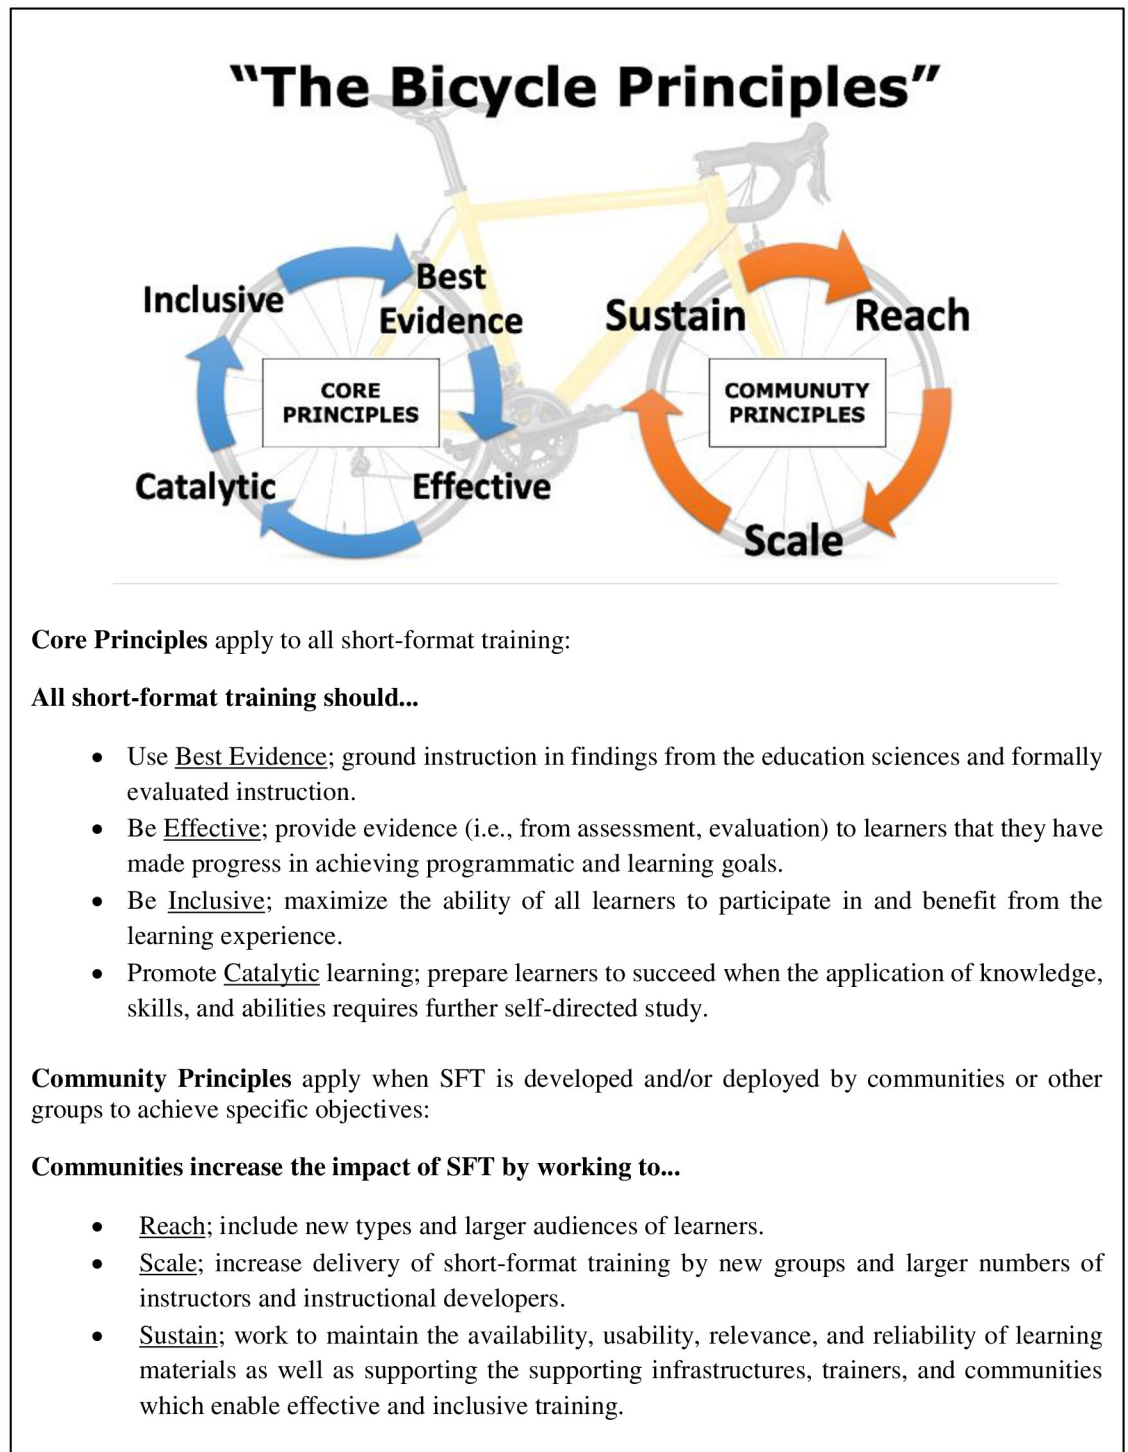 “The Bicycle Principles”
Inclusive
Best
Evidence
CORE
PRINCIPLES
Catalytic
Effective
Sustain
Reach
COMMUNUTY
PRINCIPLES
Scale
Core Principles apply to all short-format training:
All short-format training should...
• Use Best Evidence; ground instruction in findings from the education sciences and formally
evaluated instruction.
• Be Effective; provide evidence (i.e., from assessment, evaluation) to learners that they have
made progress in achieving programmatic and learning goals.
• Be Inclusive; maximize the ability of all learners to participate in and benefit from the
learning experience.
• Promote Catalytic learning; prepare learners to succeed when the application of knowledge,
skills, and abilities requires further self-directed study.
Community Principles apply when SFT is developed and/or deployed by communities or other
groups to achieve specific objectives:
Communities increase the impact of SFT by working to...
• Reach; include new types and larger audiences of learners.
• Scale; increase delivery of short-format training by new groups and larger numbers of
instructors and instructional developers.
• Sustain; work to maintain the availability, usability, relevance, and reliability of learning
materials as well as supporting the supporting infrastructures, trainers, and communities
which enable effective and inclusive training.